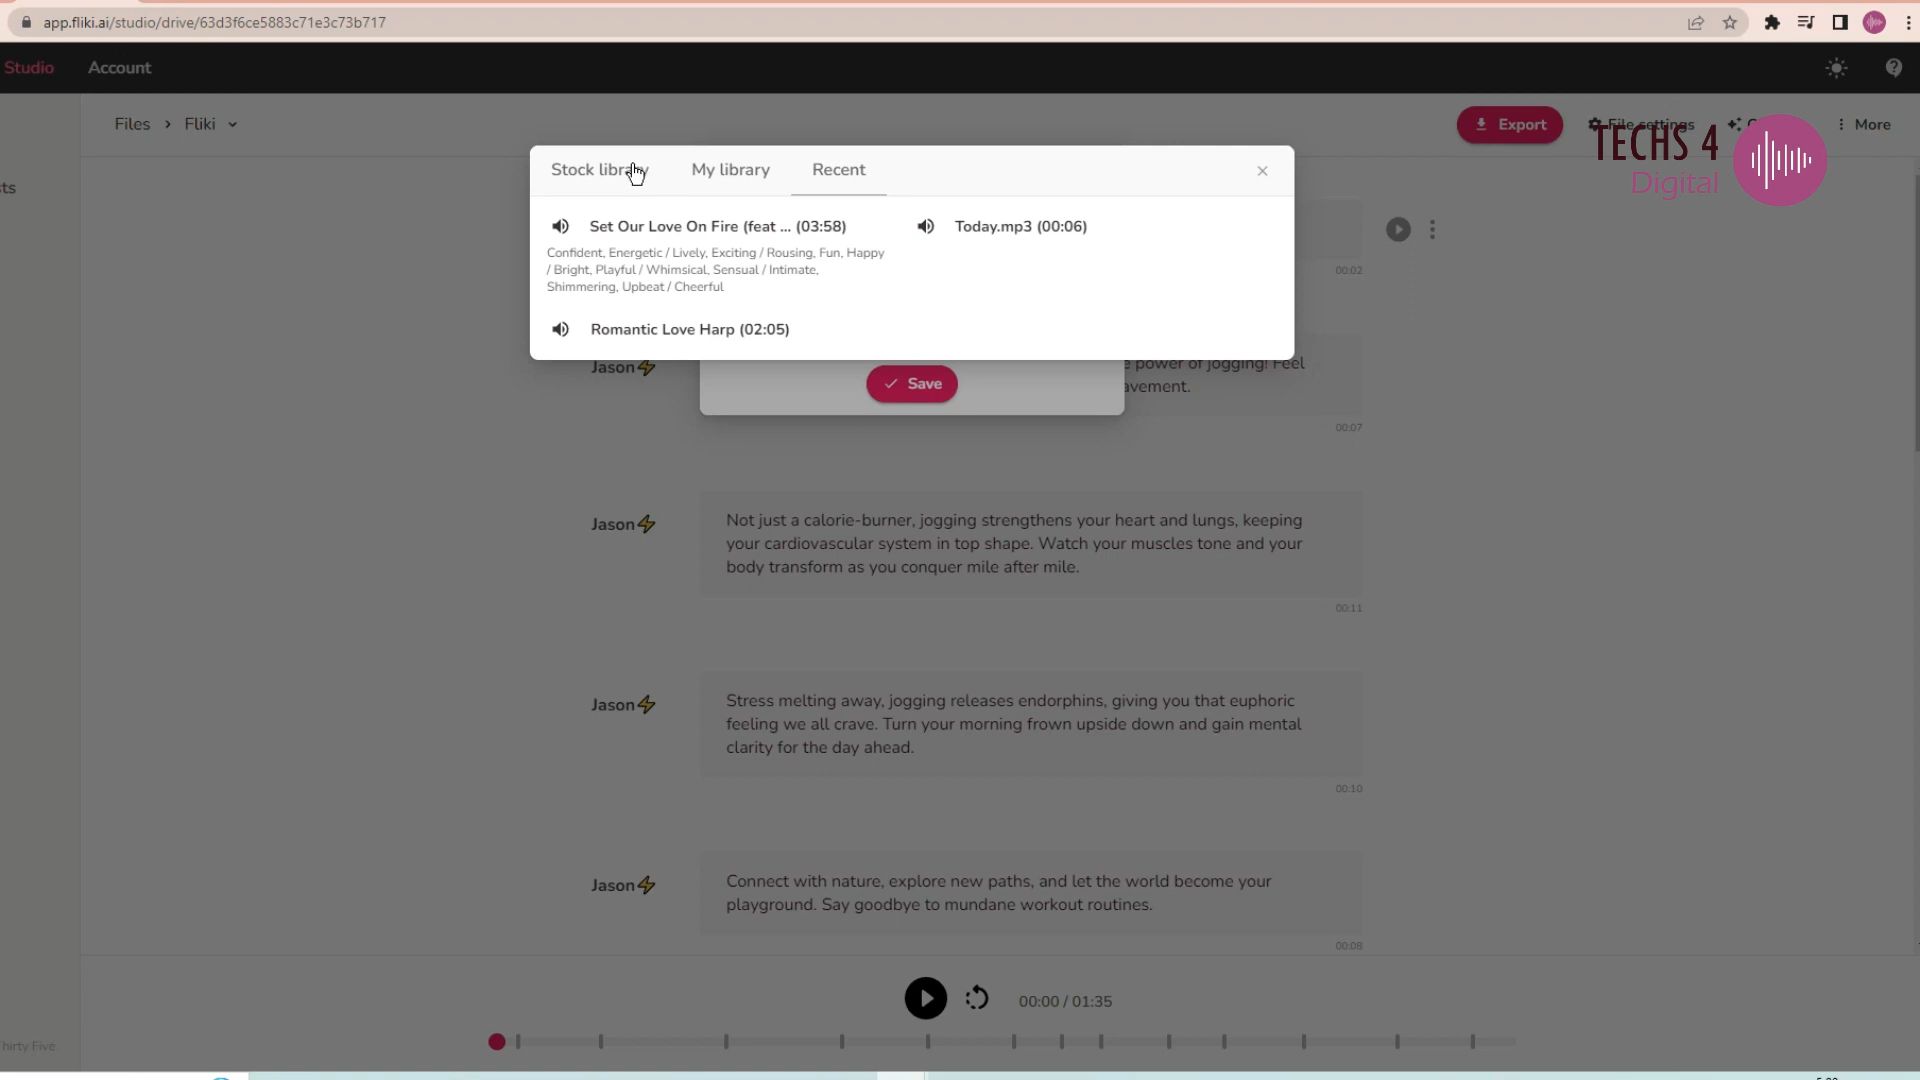 app.fliki.ai/studio/drive/63d3f6ce5883c71e3c73b717
Studio
Account
Files > Fliki
Export
File settings
More
TECHS 4
Digital
Stock library
My library
Recent
Set Our Love On Fire (feat ... (03:58)
Today.mp3 (00:06)
Confident, Energetic / Lively, Exciting / Rousing, Fun, Happy
/ Bright, Playful / Whimsical, Sensual / Intimate,
Shimmering, Upbeat / Cheerful
00:02
Romantic Love Harp (02:05)
Jason
e power of jogging! Feel
avement.
Save
00:07
Jason
Not just a calorie-burner, jogging strengthens your heart and lungs, keeping
your cardiovascular system in top shape. Watch your muscles tone and your
body transform as you conquer mile after mile.
00:11
Jason
Stress melting away, jogging releases endorphins, giving you that euphoric
feeling we all crave. Turn your morning frown upside down and gain mental
clarity for the day ahead.
00:10
Jason
Connect with nature, explore new paths, and let the world become your
playground. Say goodbye to mundane workout routines.
00:08
00:00 / 01:35
Thirty Five